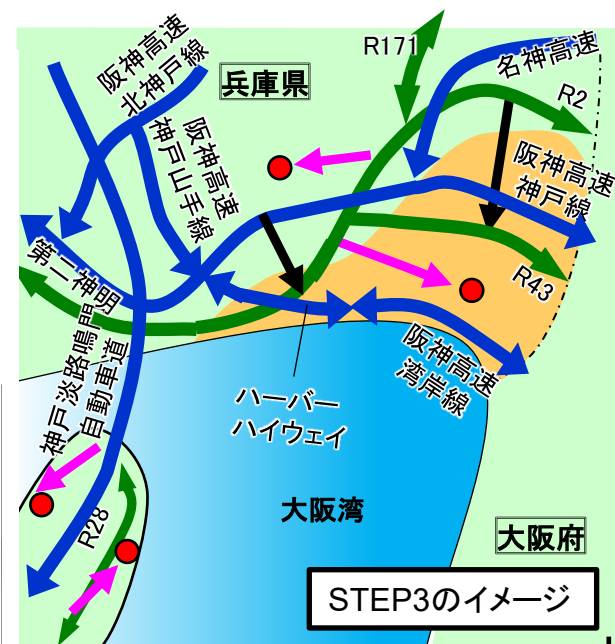 阪神高速
北神戸線
兵庫県
R171
名神高速
R2
阪神高速
神戸山手線
阪神高速
神戸線
第二神明
R43
神戸淡路鳴門
自動車道
ハーバー
ハイウェイ
阪神高速
湾岸線
R28
大阪湾
大阪府
STEP3のイメージ